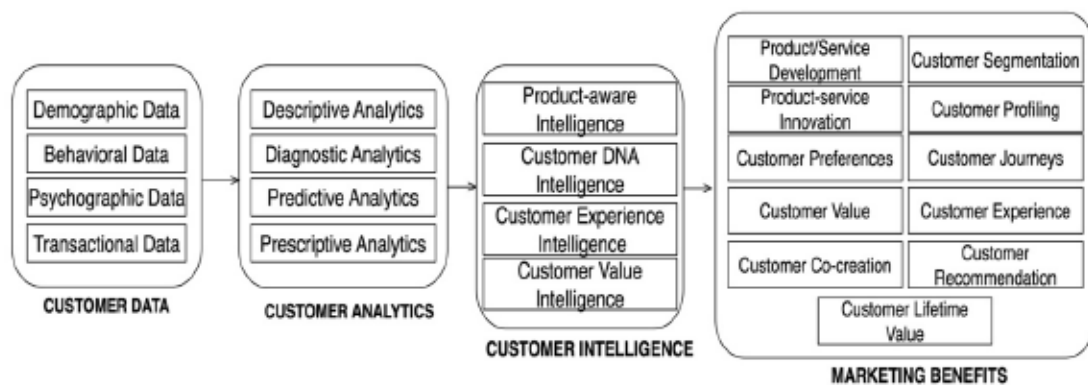 Demographic Data
Behavioral Data
Psychographic Data
Transactional Data
CUSTOMER DATA
Descriptive Analytics
Diagnostic Analytics
Predictive Analytics
Prescriptive Analytics
CUSTOMER ANALYTICS
Product-aware
Intelligence
Customer DNA
Intelligence
Customer Experience
Intelligence
Customer Value
Intelligence
CUSTOMER INTELLIGENCE
Product/Service
Development
Customer Segmentation
Product-service
Innovation
Customer Profiling
Customer Preferences
Customer Journeys
Customer Value
Customer Experience
Customer Co-creation
Customer
Recommendation
Customer Lifetime
Value
MARKETING BENEFITS